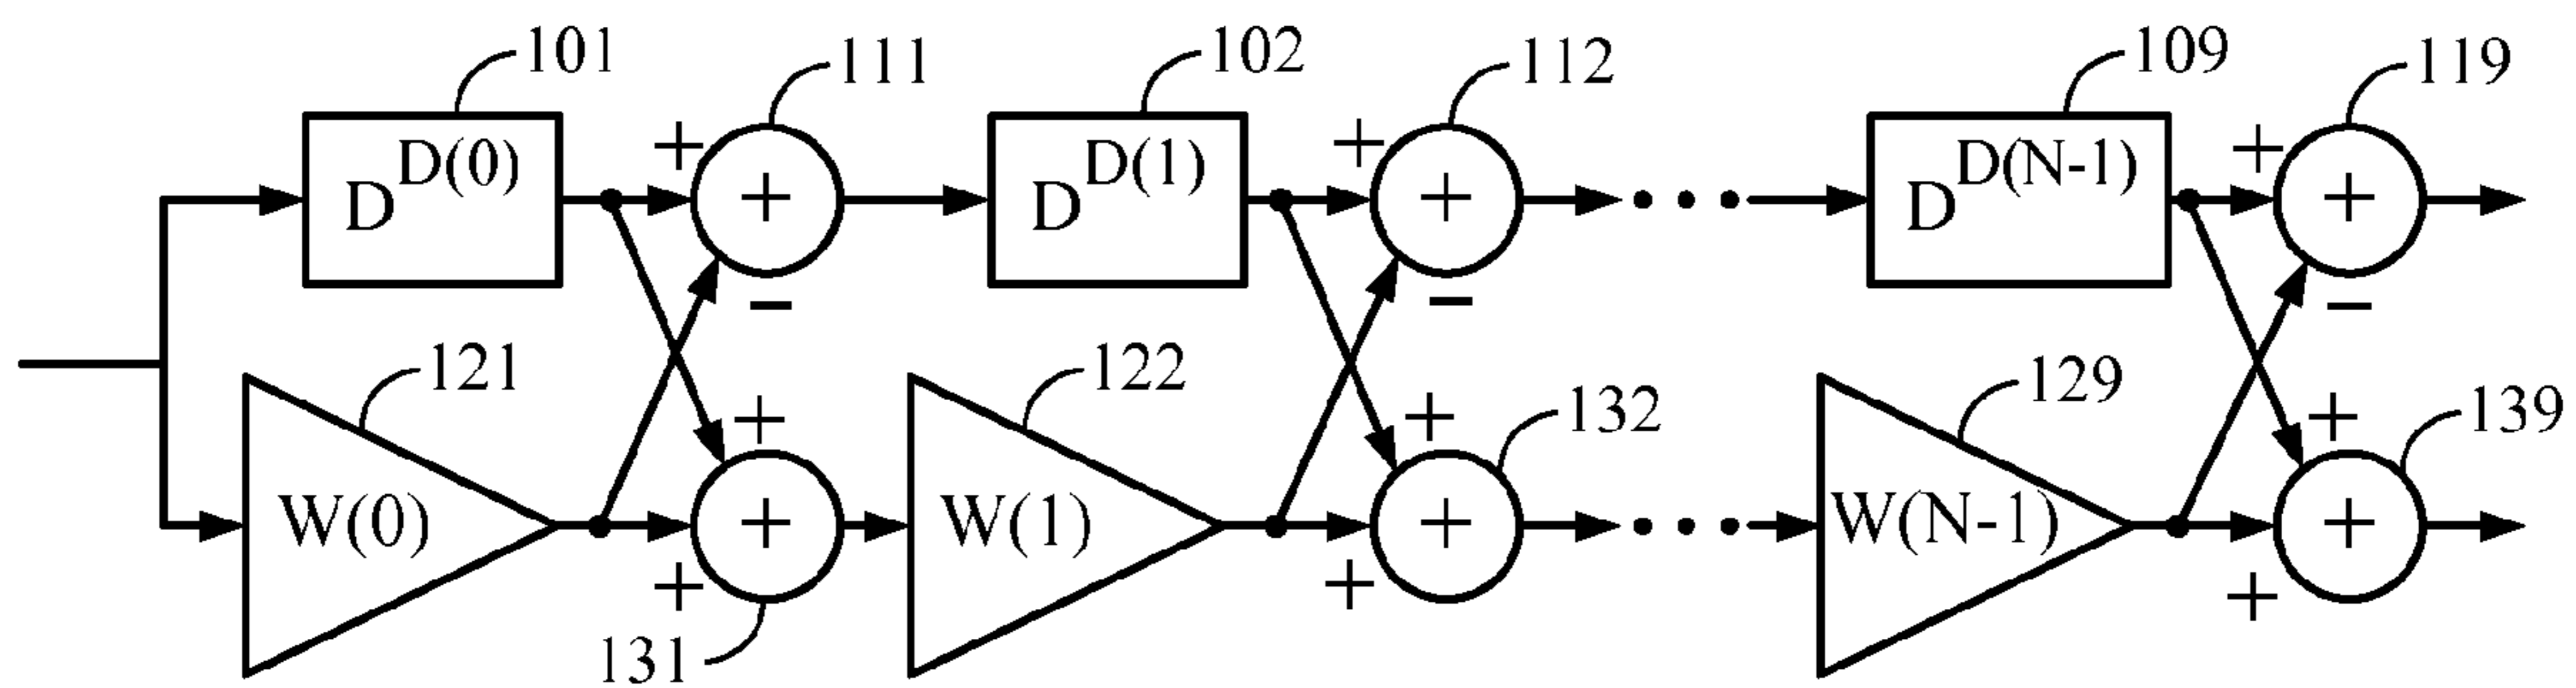 101 111 102 112 109 119
+ + +
D^D(0) + D^D(1) + D^D(N-1) +
− − −
121 122 129
+ 132 + 139 +
W(0) + W(1) + W(N-1) +
+ + +
131